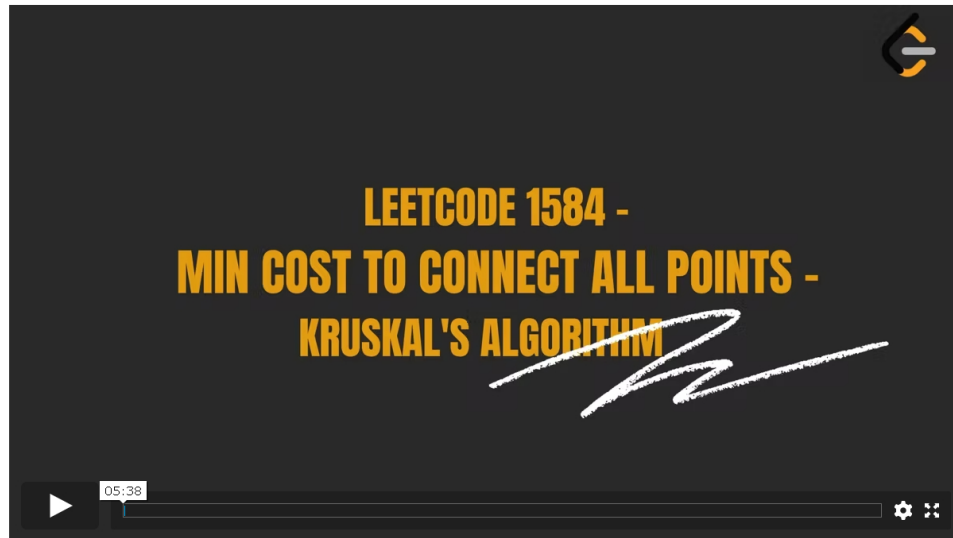 LEETCODE 1584 -
MIN COST TO CONNECT ALL POINTS -
KRUSKAL'S ALGORITHM
05:38